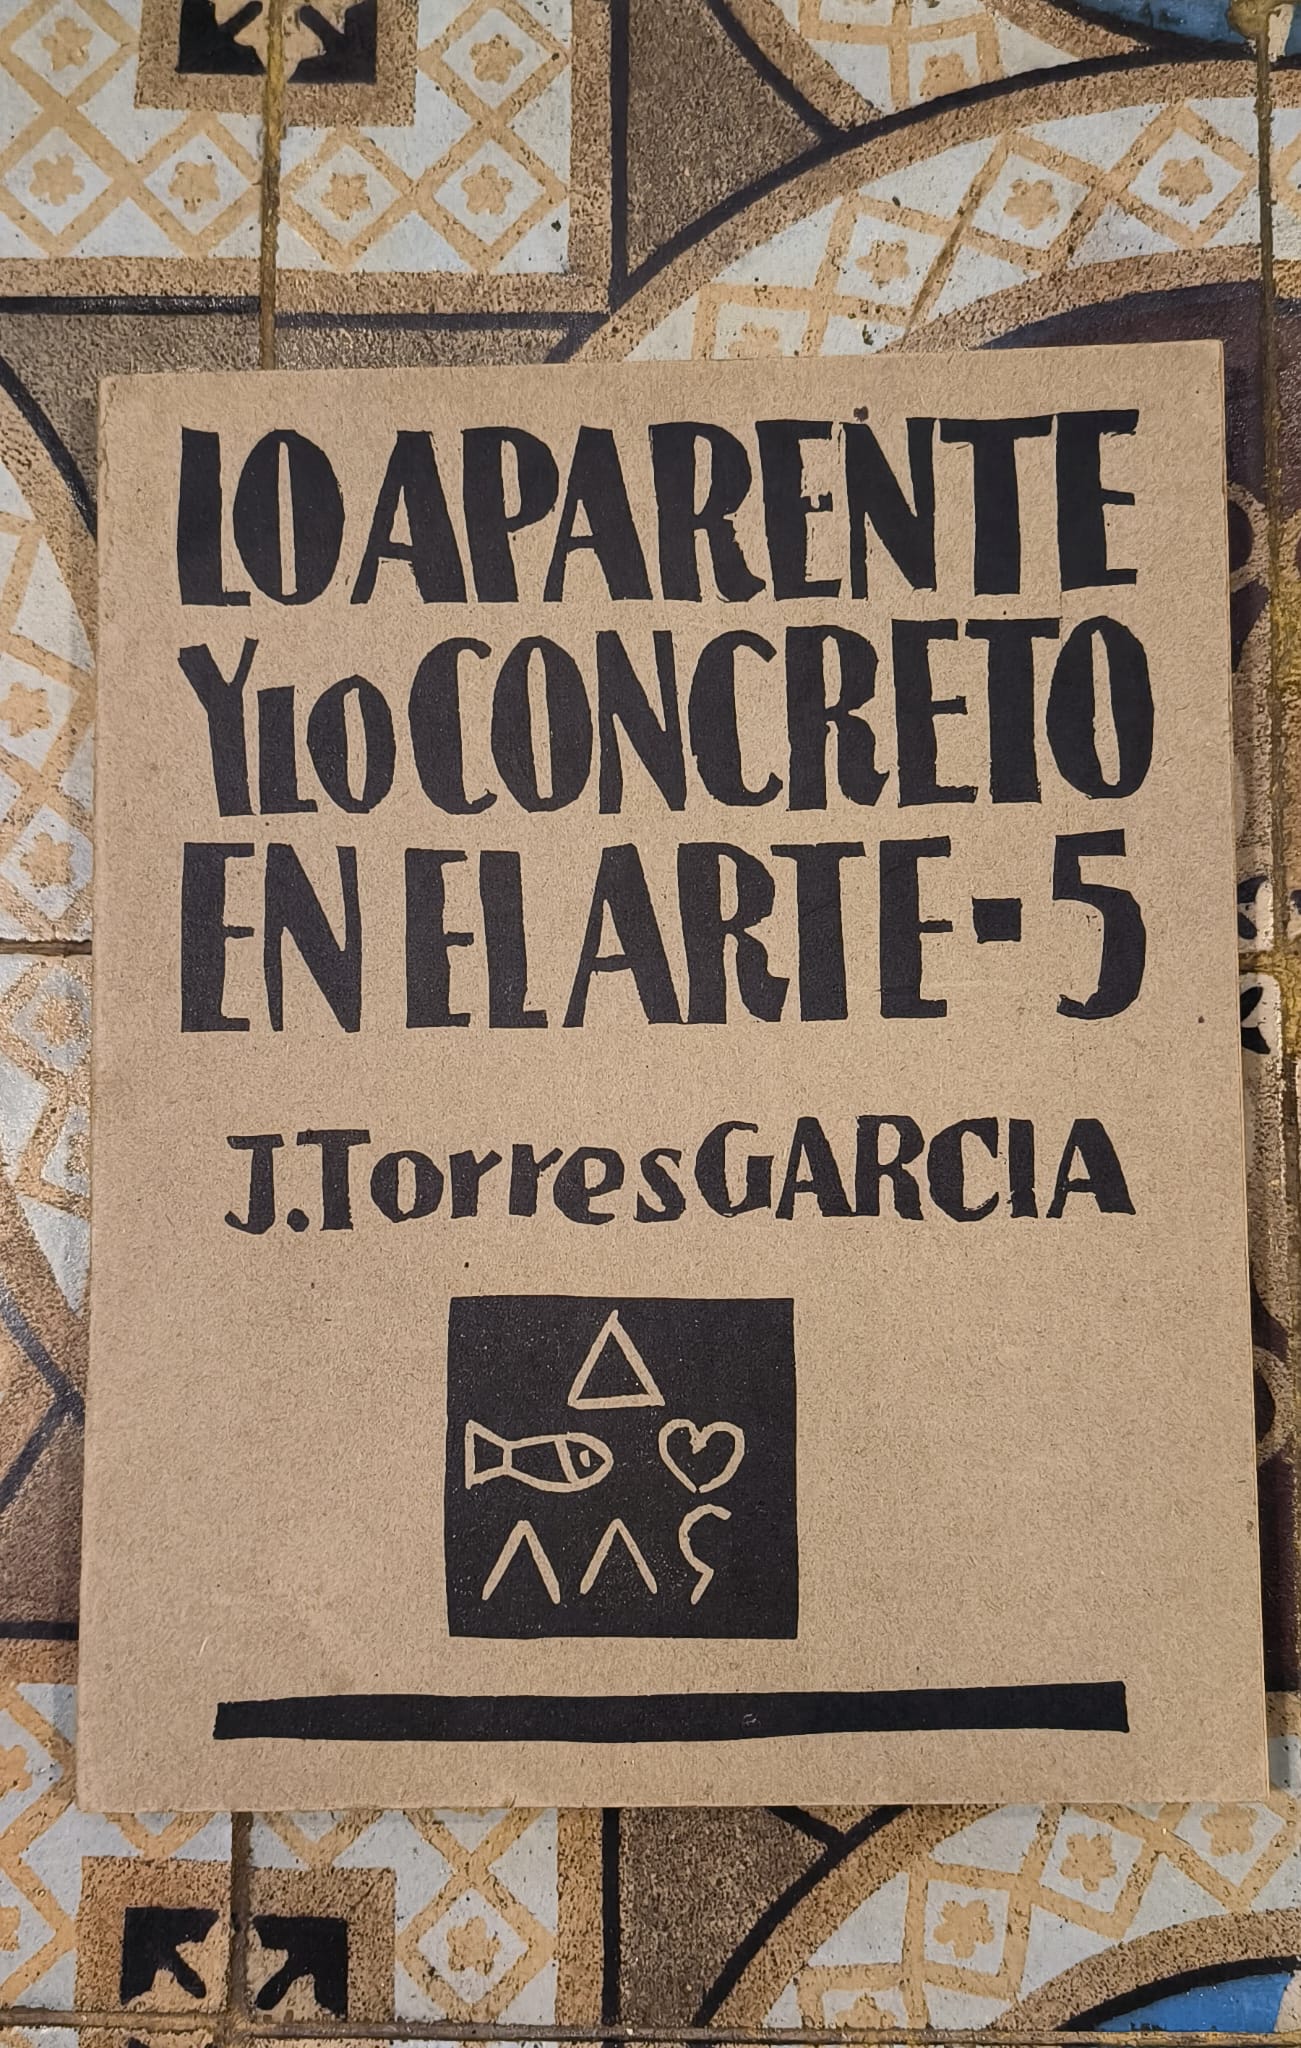 LO APARENTE
Y LO CONCRETO
EN EL ARTE - 5
J. Torres GARCIA